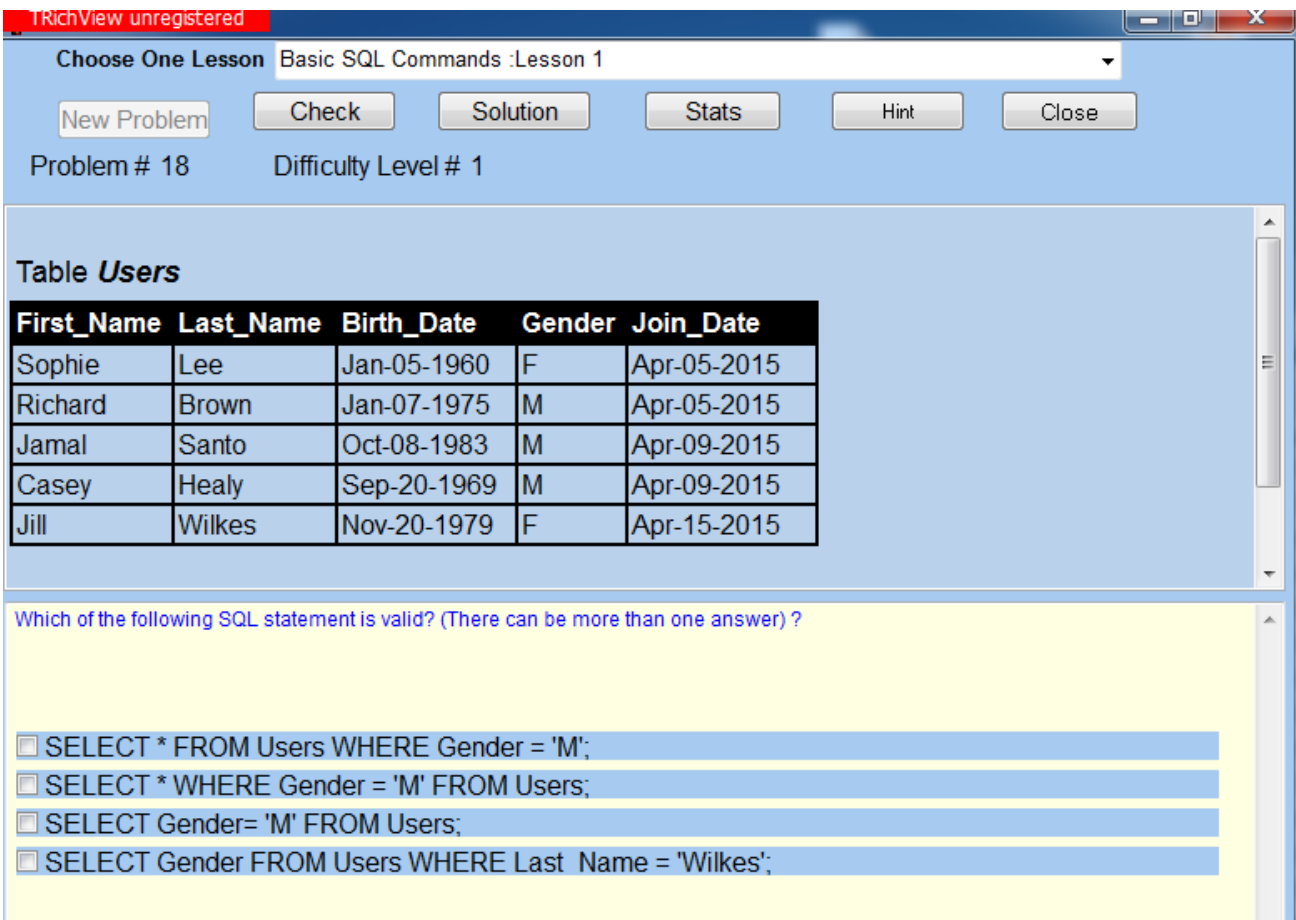 TRichView unregistered
Choose One Lesson Basic SQL Commands :Lesson 1
New Problem Check Solution Stats Hint Close
Problem # 18 Difficulty Level # 1
Table Users
First_Name Last_Name Birth_Date Gender Join_Date
Sophie Lee Jan-05-1960 F Apr-05-2015
Richard Brown Jan-07-1975 M Apr-05-2015
Jamal Santo Oct-08-1983 M Apr-09-2015
Casey Healy Sep-20-1969 M Apr-09-2015
Jill Wilkes Nov-20-1979 F Apr-15-2015
Which of the following SQL statement is valid? (There can be more than one answer) ?
SELECT * FROM Users WHERE Gender = 'M';
SELECT * WHERE Gender = 'M' FROM Users;
SELECT Gender= 'M' FROM Users;
SELECT Gender FROM Users WHERE Last_Name = 'Wilkes';